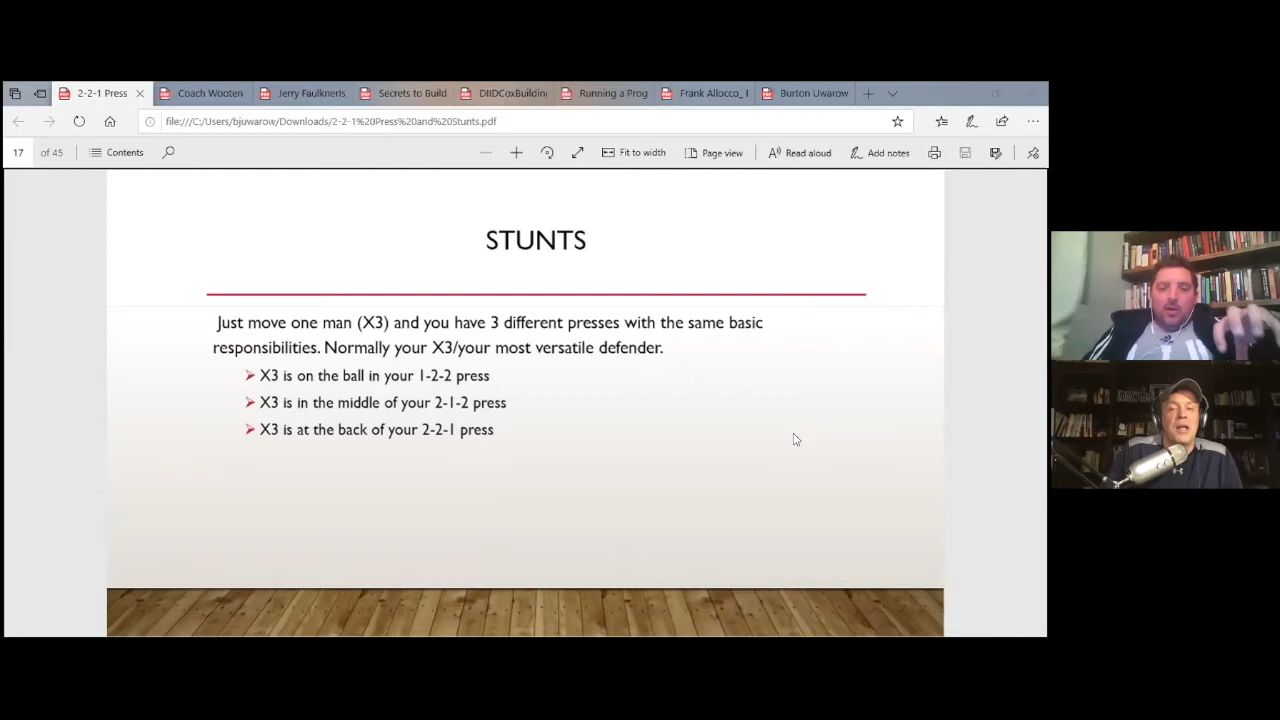 2-2-1 Press
Coach Wooten
Jerry Faulkneris
Secrets to Build
DIIDCoxBuilding
Running a Prog
Frank Allocco_ I
Burton Uwarow
file:///C:/Users/bjuwarow/Downloads/2-2-1%20Press%20and%20Stunts.pdf
17 of 45 Contents Fit to width Page view Read aloud Add notes
STUNTS
Just move one man (X3) and you have 3 different presses with the same basic
responsibilities. Normally your X3/your most versatile defender.
➢ X3 is on the ball in your 1-2-2 press
➢ X3 is in the middle of your 2-1-2 press
➢ X3 is at the back of your 2-2-1 press